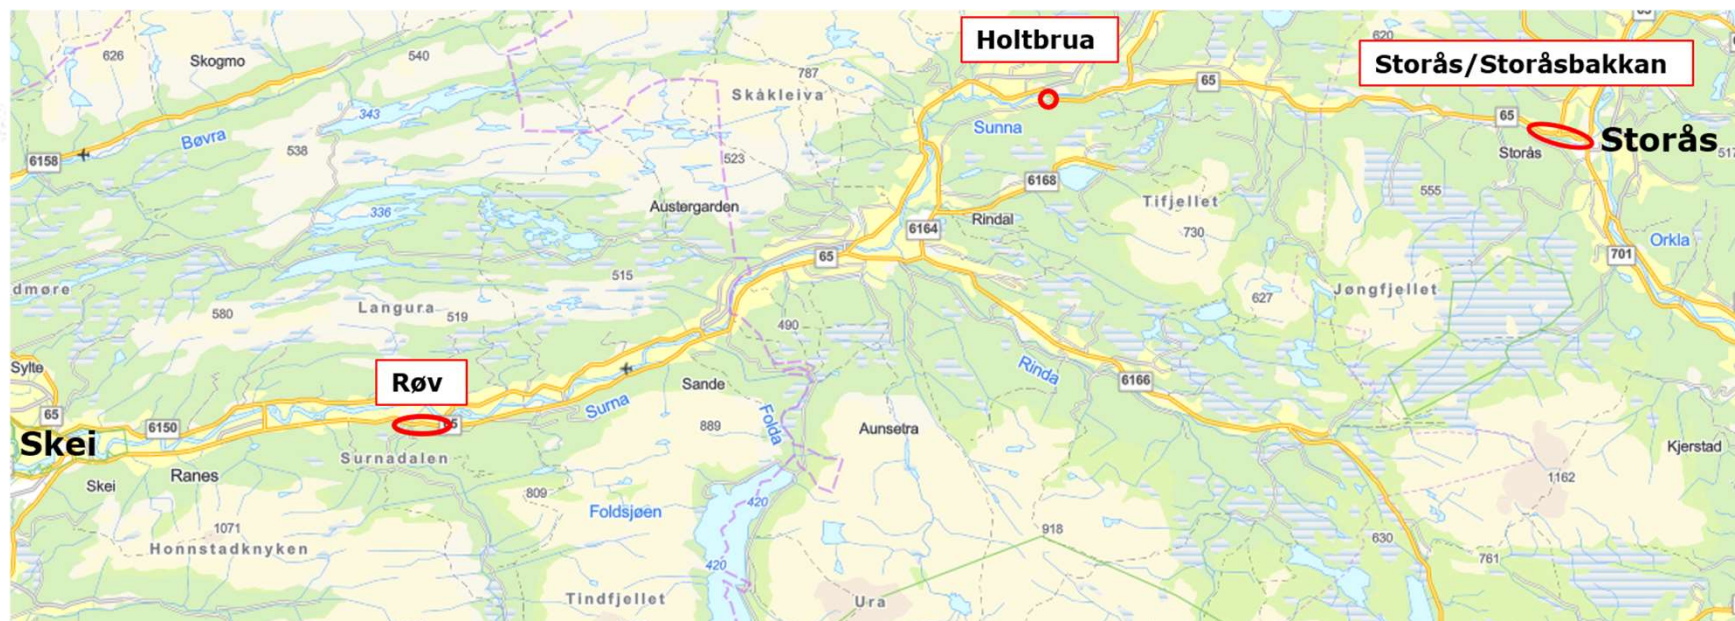 Holtbrua
Storås/Storåsbakkan
Storås
Røv
Skei
626
Skogmo
540
620
787
Skåkleiva
65
343
Bøvra
538
6158
Sunna
65
Storås
517
523
6168
555
Tifjellet
336
Austergarden
Rindal
730
6164
Orkla
65
701
515
dmøre
Langura
580
519
627
Jøngfjellet
490
Sylte
Rinda
6166
Sande
Surna
65
6150
889
Folda
Aunsetra
Surnadalen
Kjerstad
Skei
Ranes
809
1162
Foldsjøen
420
1071
918
Honnstadknyken
630
761
420
Tindfjellet
Ura